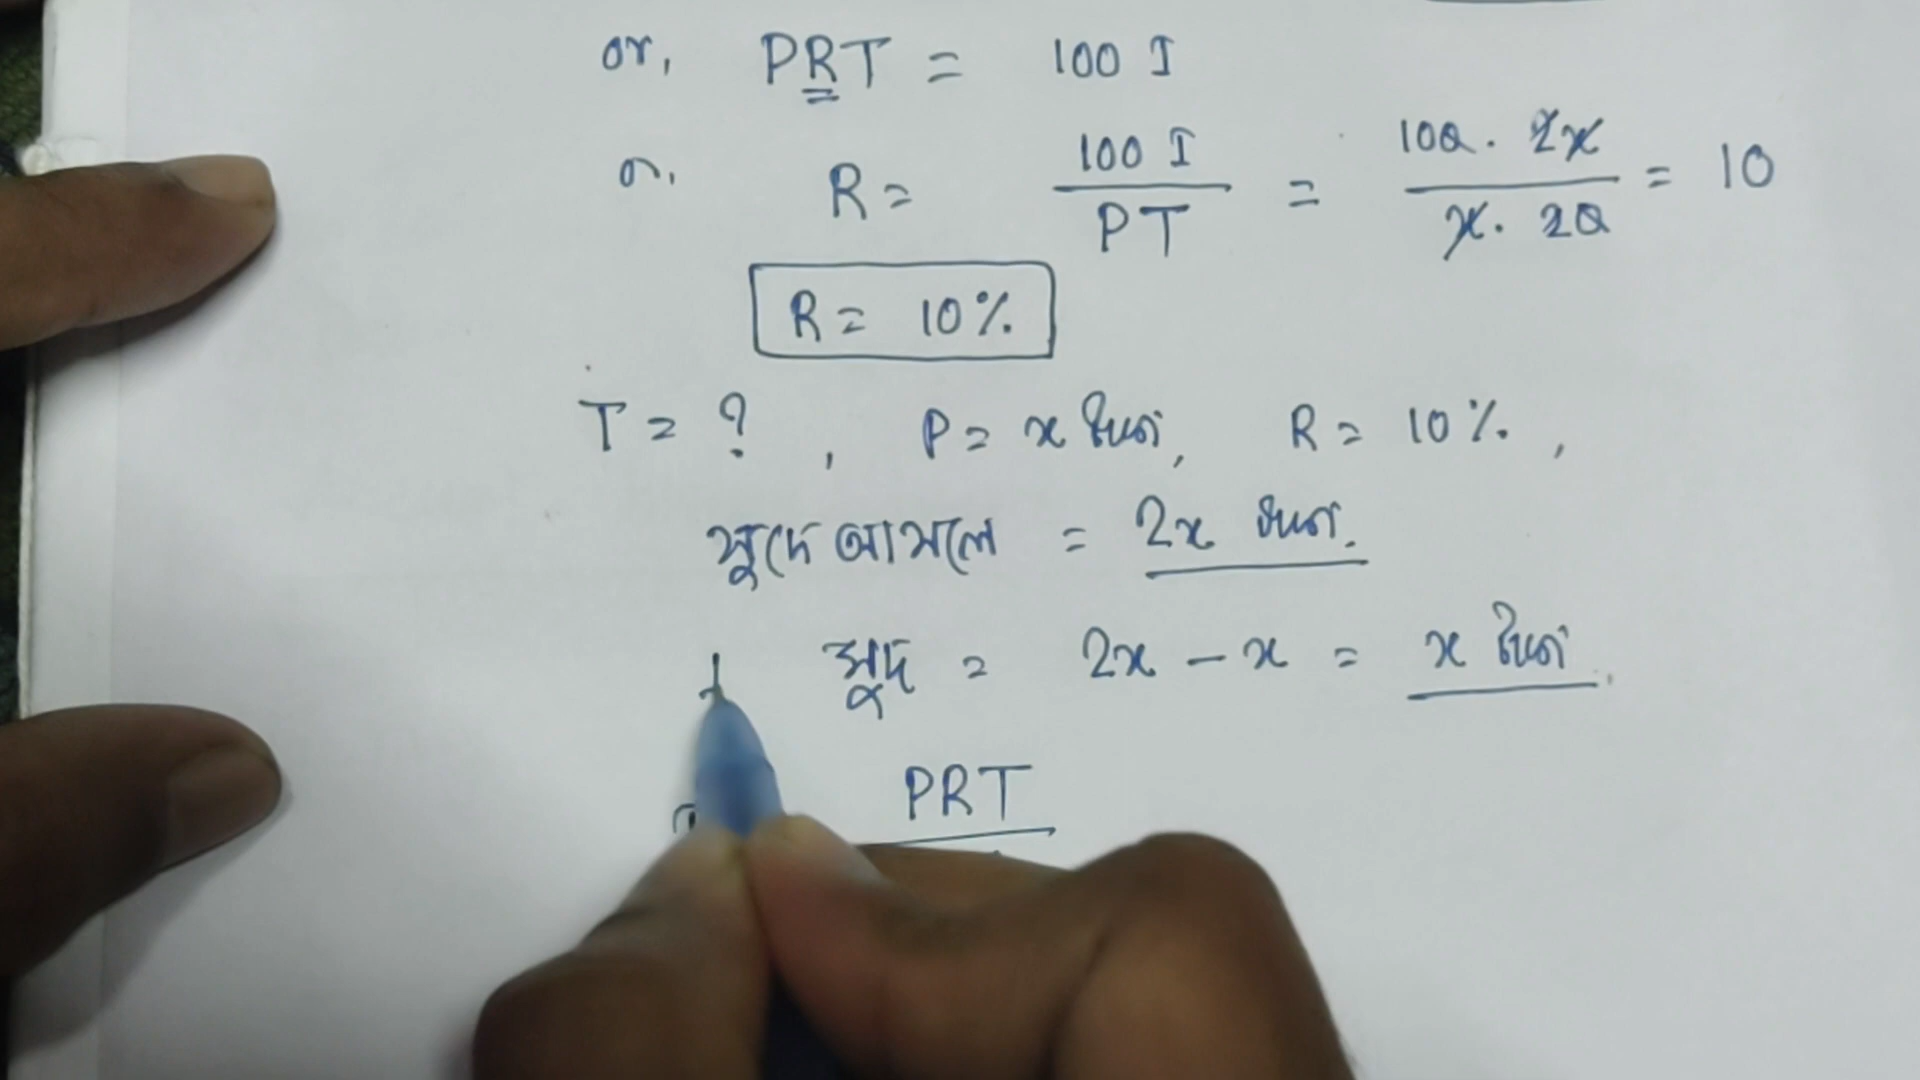 or, PRT = 100 I
or, R = 100 I / PT = 100. 2x / x. 20 = 10
R = 10%
T = ?, P = x টাকা, R = 10%,
সুদে আসলে = 2x টাকা.
I সুদ = 2x - x = x টাকা.
PRT